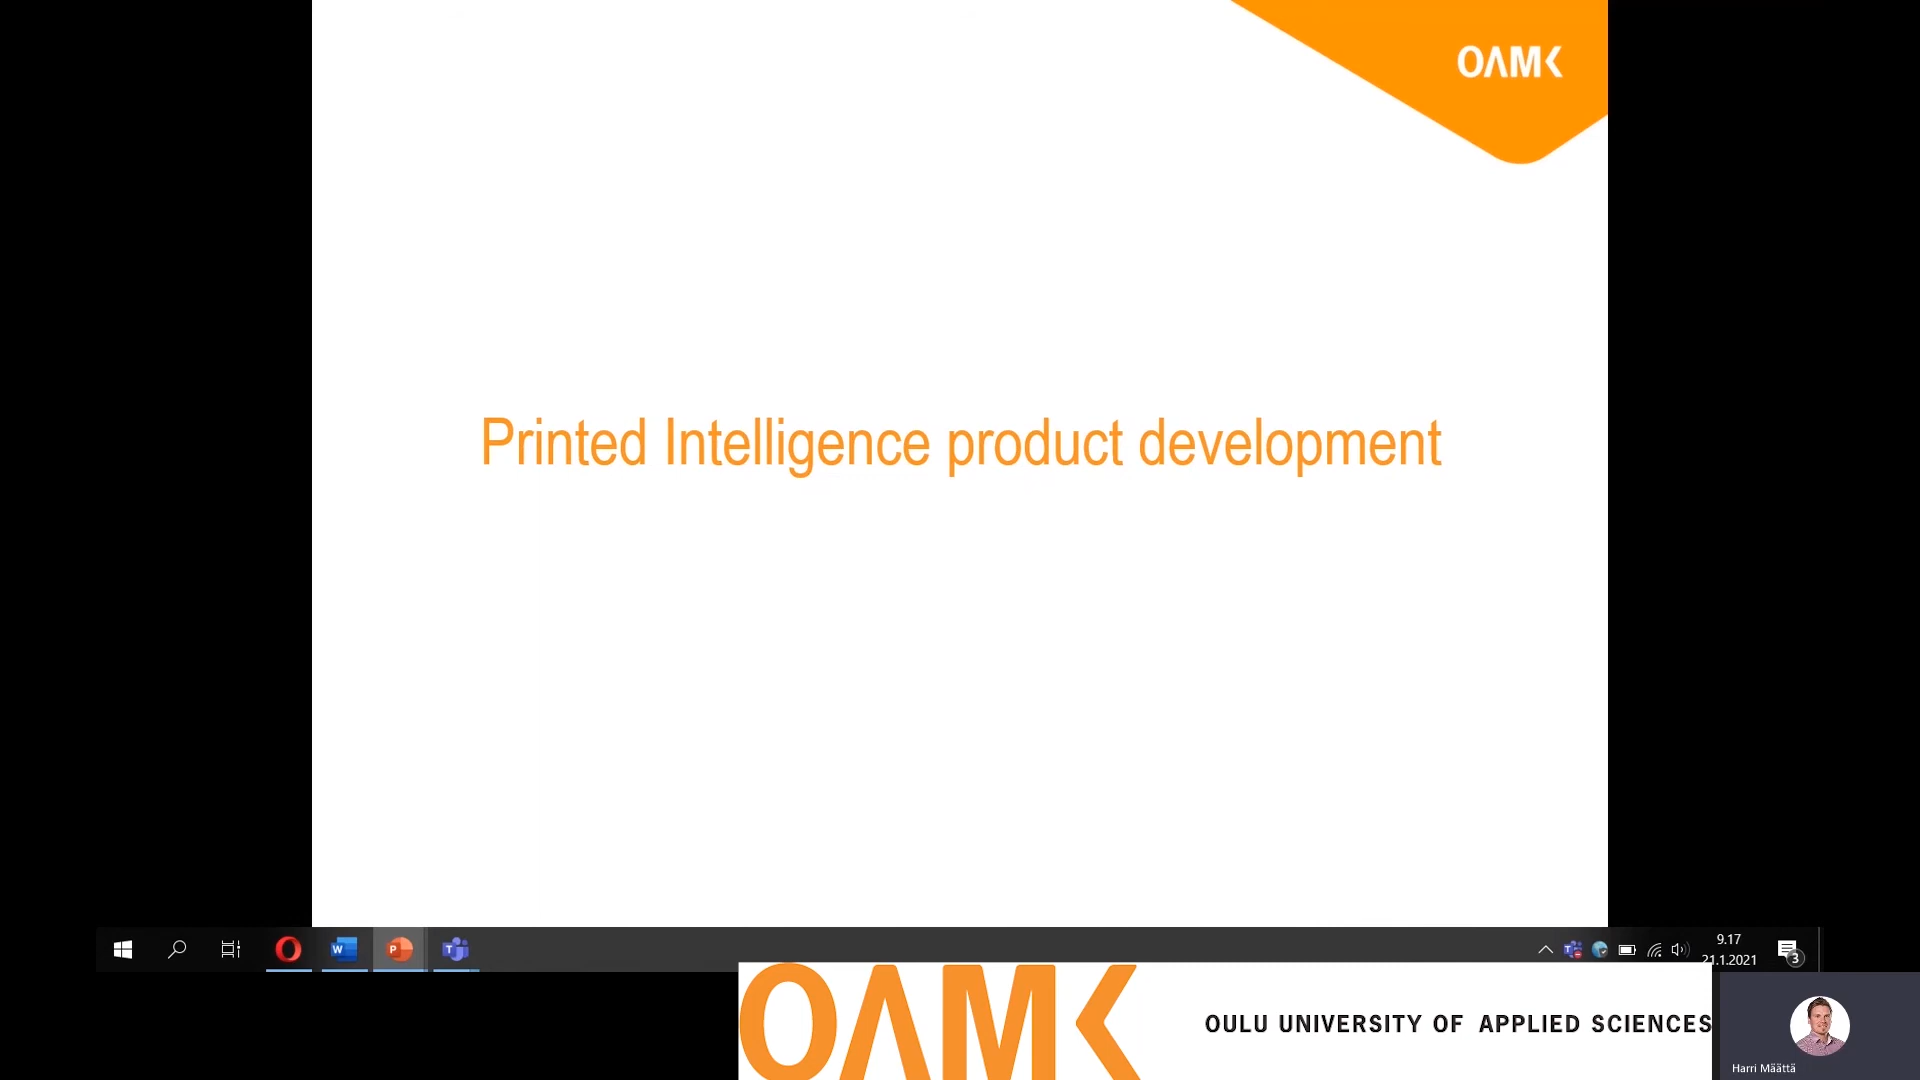 OAMK
Printed Intelligence product development
9.17
21.1.2021
3
OAMK
OULU UNIVERSITY OF APPLIED SCIENCES
Harri Määttä